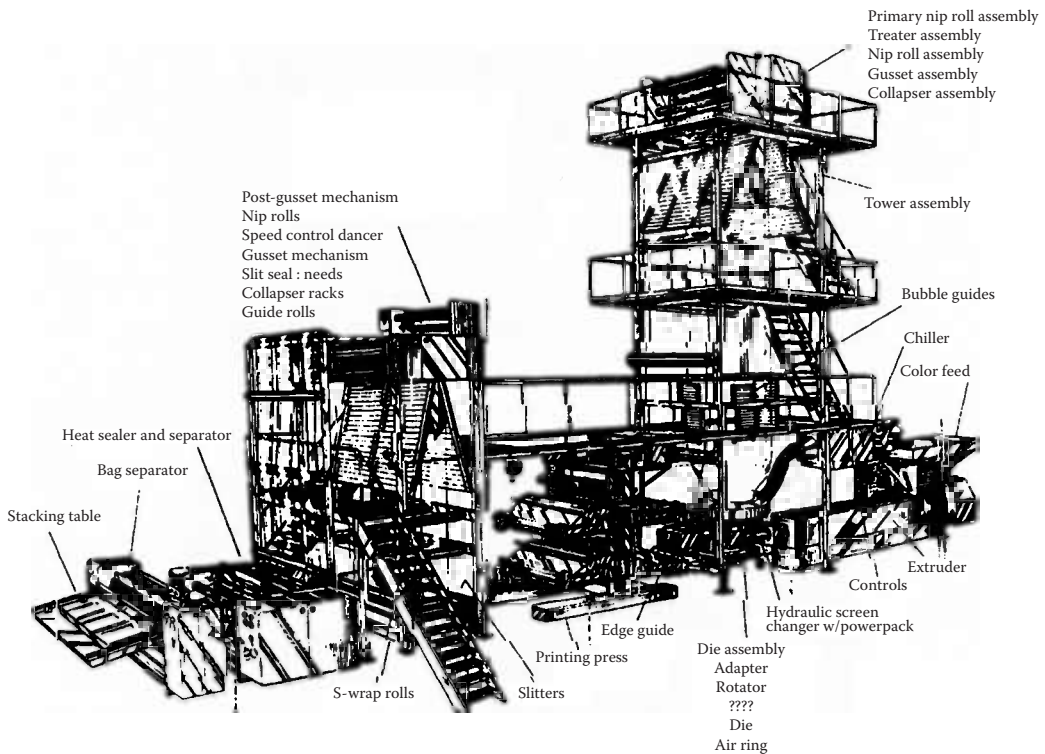 Primary nip roll assembly
Treater assembly
Nip roll assembly
Gusset assembly
Collapser assembly
Tower assembly
Post-gusset mechanism
Nip rolls
Speed control dancer
Gusset mechanism
Slit seal : needs
Collapser racks
Guide rolls
Bubble guides
Chiller
Color feed
Heat sealer and separator
Bag separator
Stacking table
Extruder
Controls
Hydraulic screen
changer w/powerpack
Edge guide
Printing press
Slitters
S-wrap rolls
Die assembly
Adapter
Rotator
????
Die
Air ring